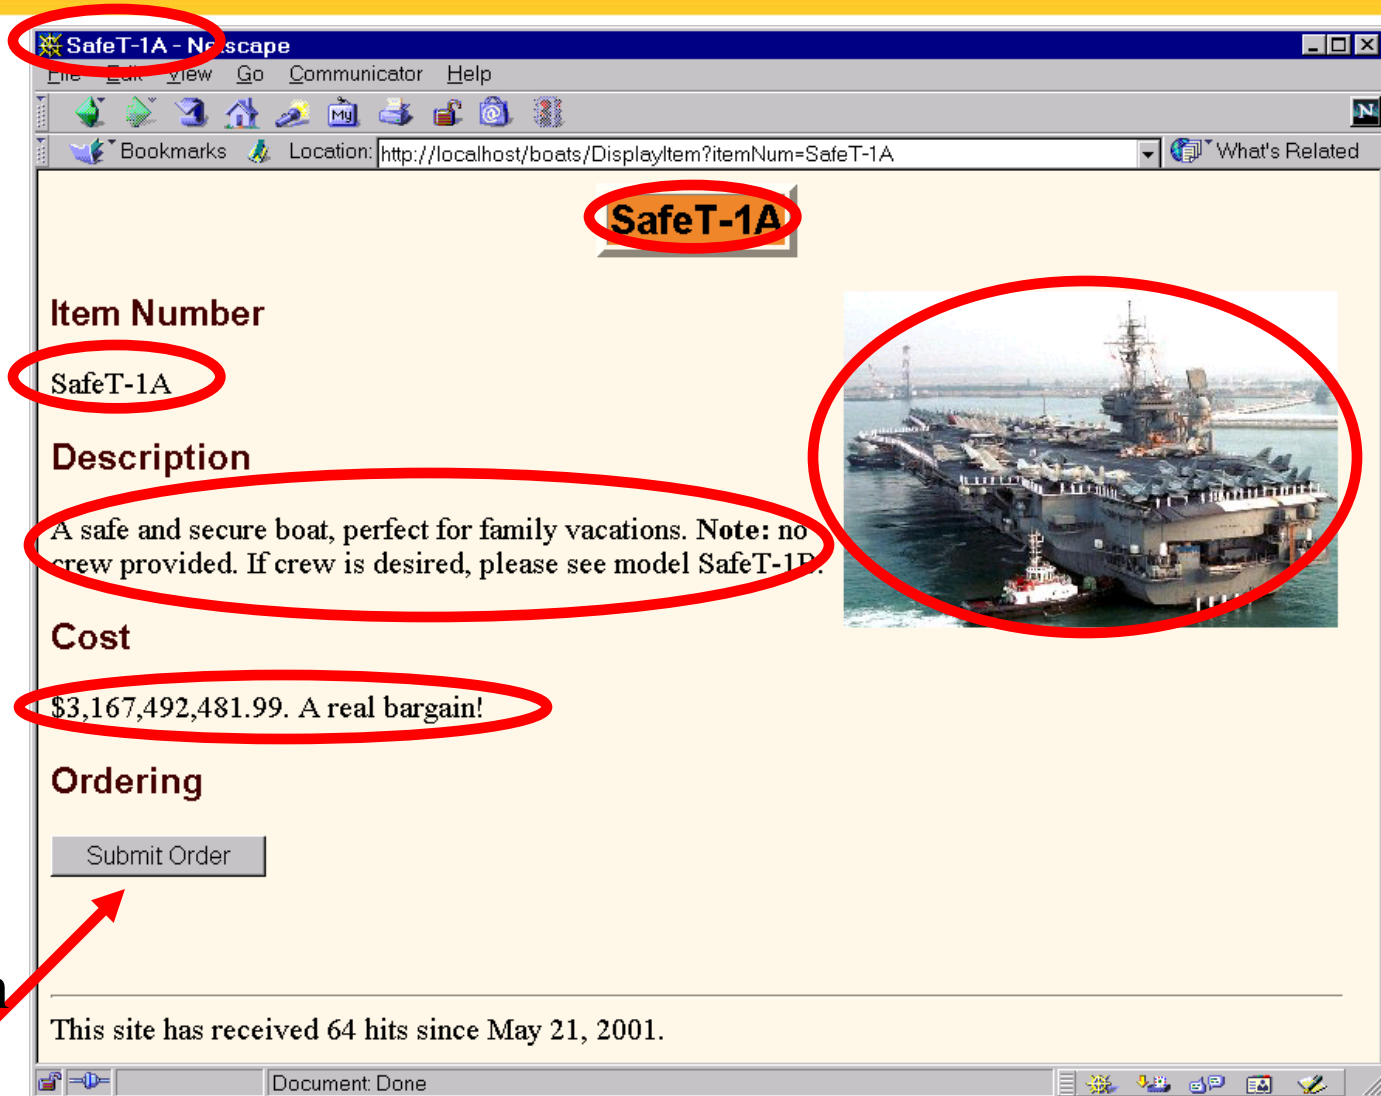 SafeT-1A - Netscape
File Edit View Go Communicator Help
My
N
Bookmarks Location: http://localhost/boats/DisplayItem?itemNum=SafeT-1A What's Related
SafeT-1A
Item Number
SafeT-1A
Description
A safe and secure boat, perfect for family vacations. Note: no
crew provided. If crew is desired, please see model SafeT-1B.
Cost
$3,167,492,481.99. A real bargain!
Ordering
Submit Order
This site has received 64 hits since May 21, 2001.
Document: Done